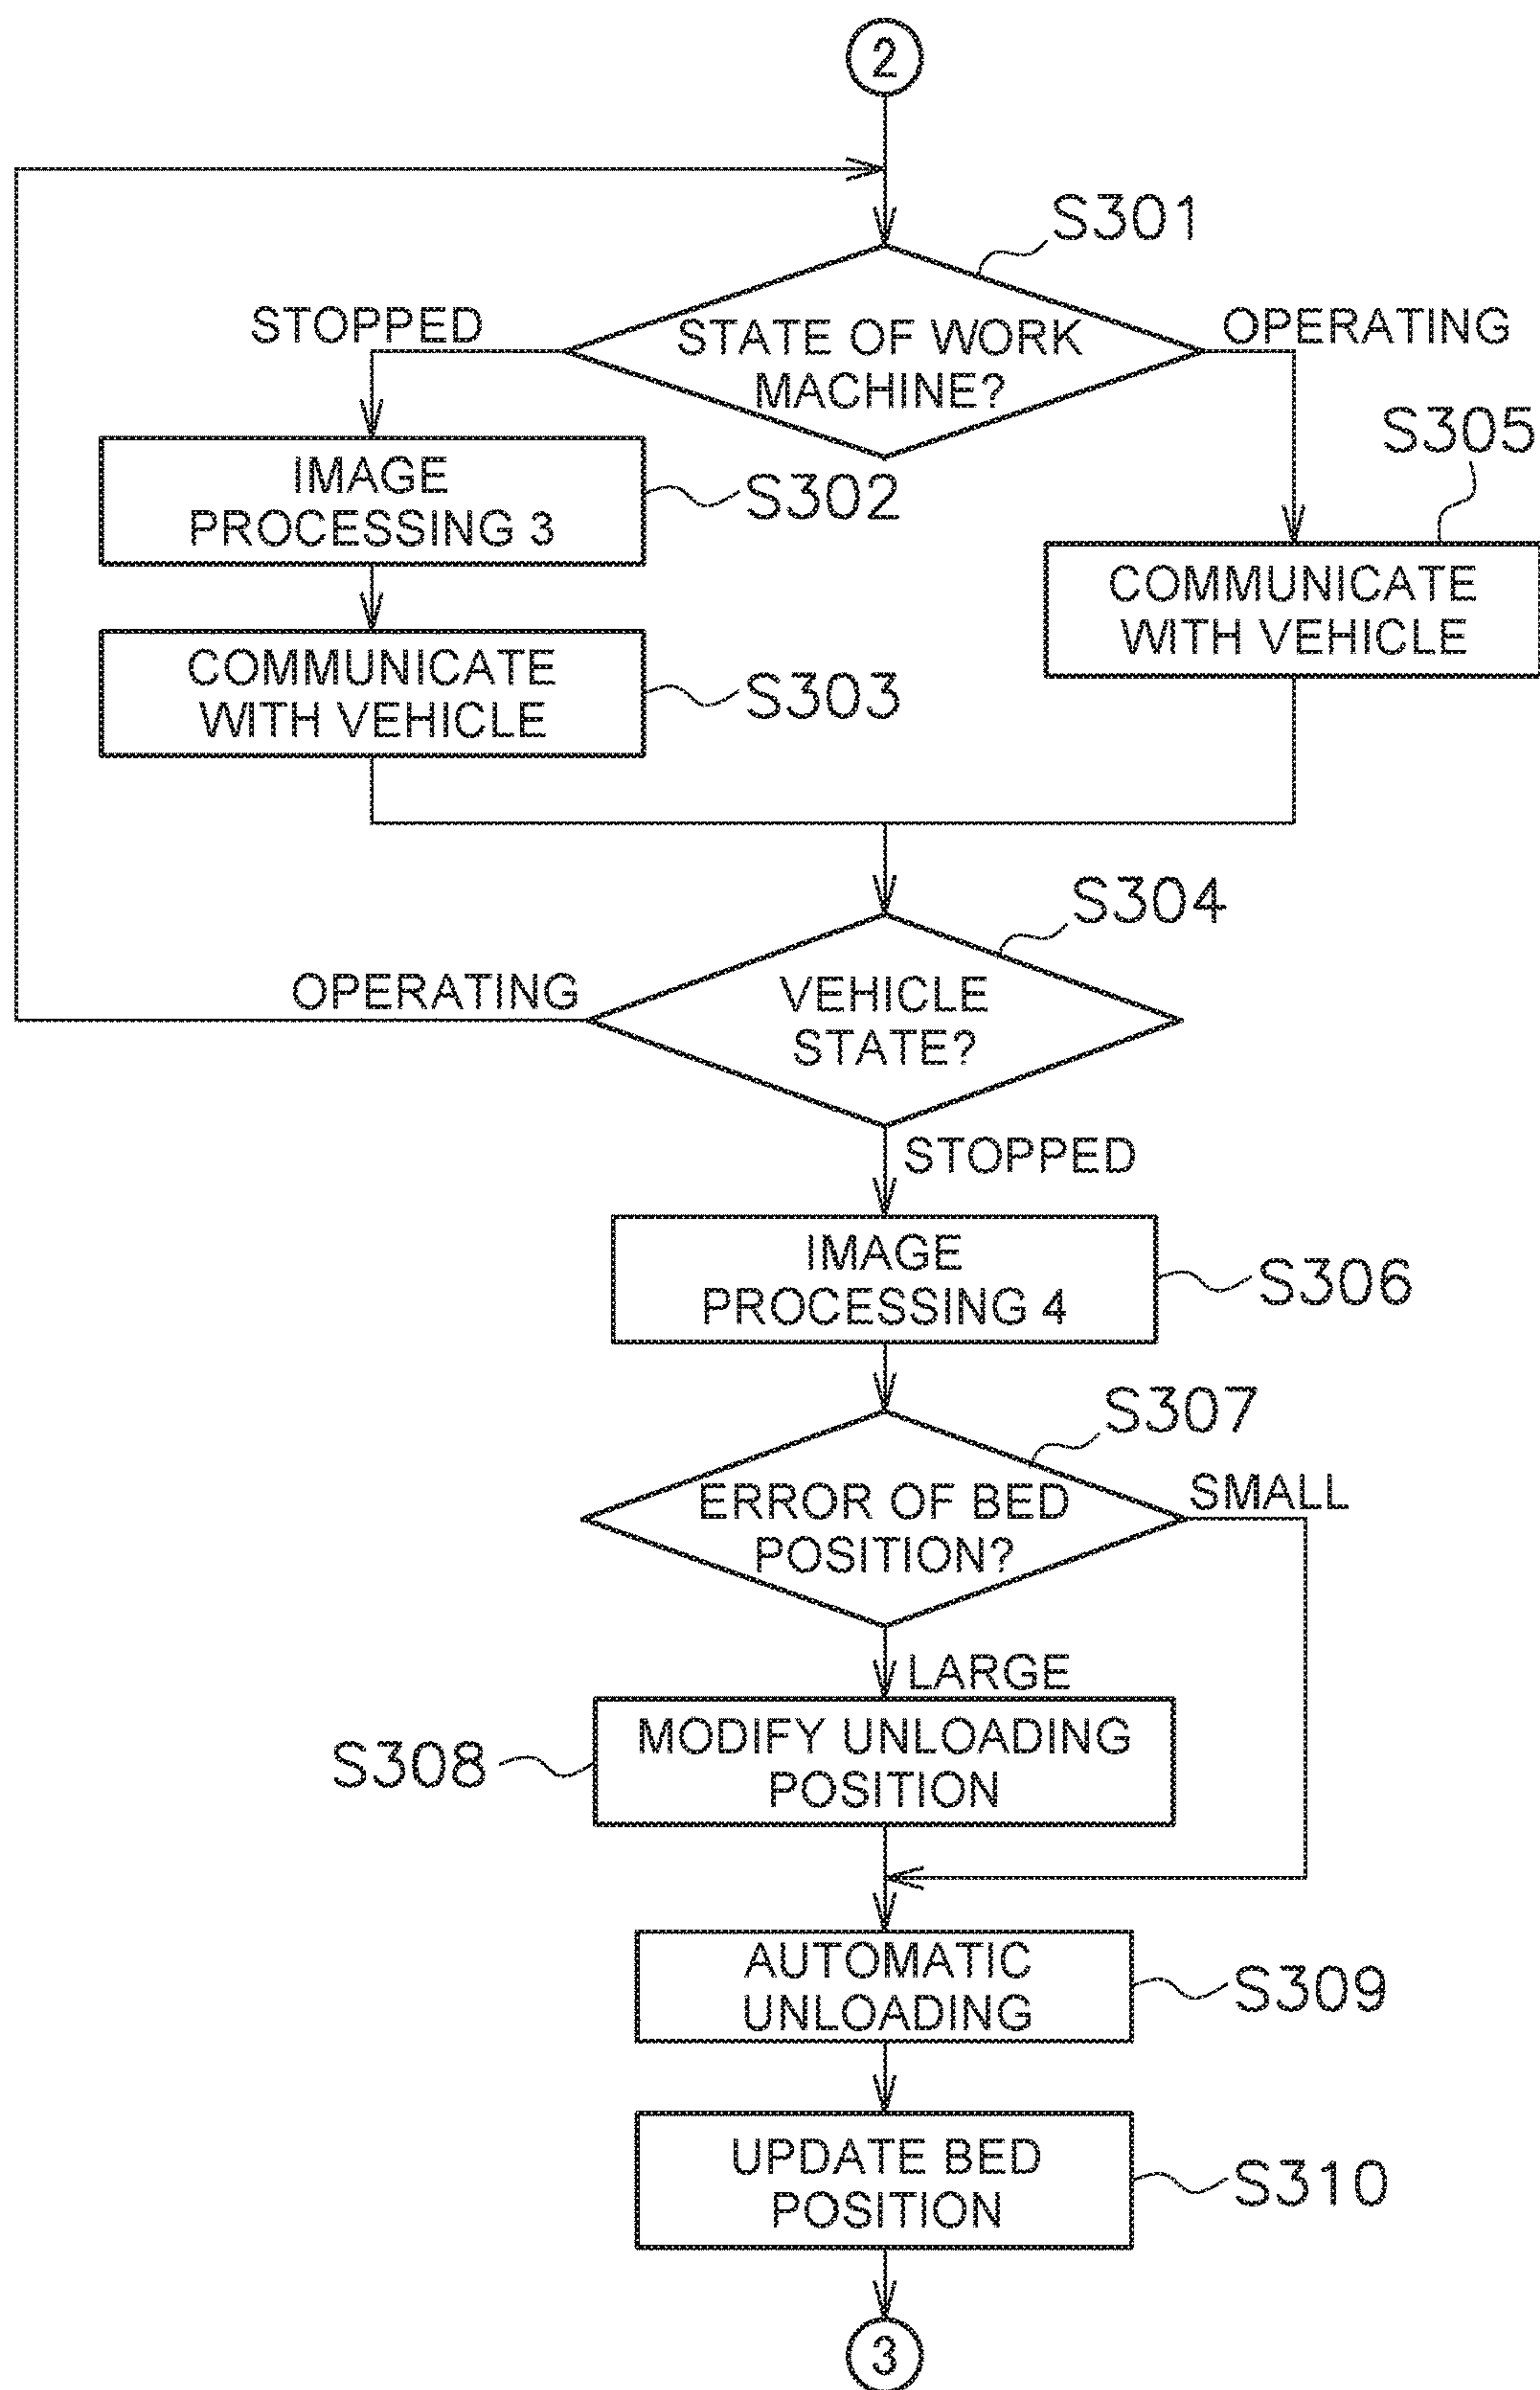 2
S301
STOPPED
STATE OF WORK
MACHINE?
OPERATING
IMAGE
PROCESSING 3
S302
S305
COMMUNICATE
WITH VEHICLE
COMMUNICATE
WITH VEHICLE
S303
S304
OPERATING
VEHICLE
STATE?
STOPPED
IMAGE
PROCESSING 4
S306
S307
ERROR OF BED
POSITION?
SMALL
LARGE
S308
MODIFY UNLOADING
POSITION
AUTOMATIC
UNLOADING
S309
UPDATE BED
POSITION
S310
3